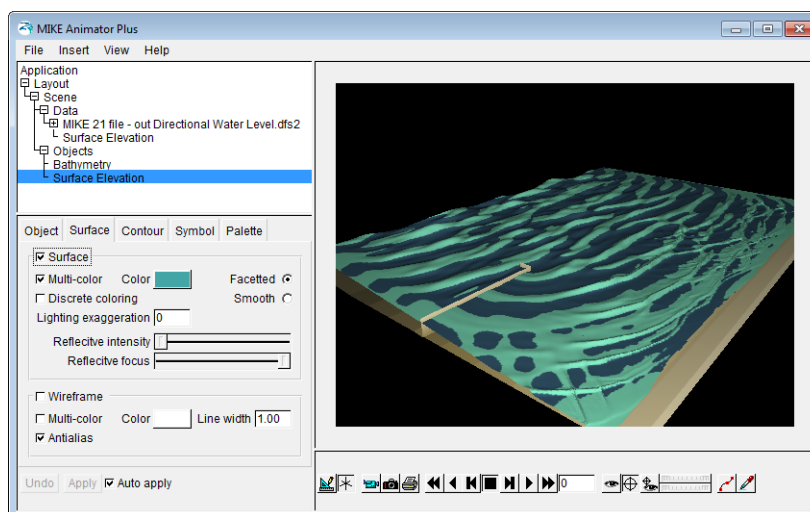 MIKE Animator Plus
File Insert View Help
Application
Layout
Scene
Data
MIKE 21 file - out Directional Water Level.dfs2
Surface Elevation
Objects
Bathymetry
Surface Elevation
Object Surface Contour Symbol Palette
Surface
Multi-color Color Facetted
Discrete coloring Smooth
Lighting exaggeration 0
Reflecitve intensity
Reflecitve focus
Wireframe
Multi-color Color Line width 1.00
Antialias
Undo Apply Auto apply
0